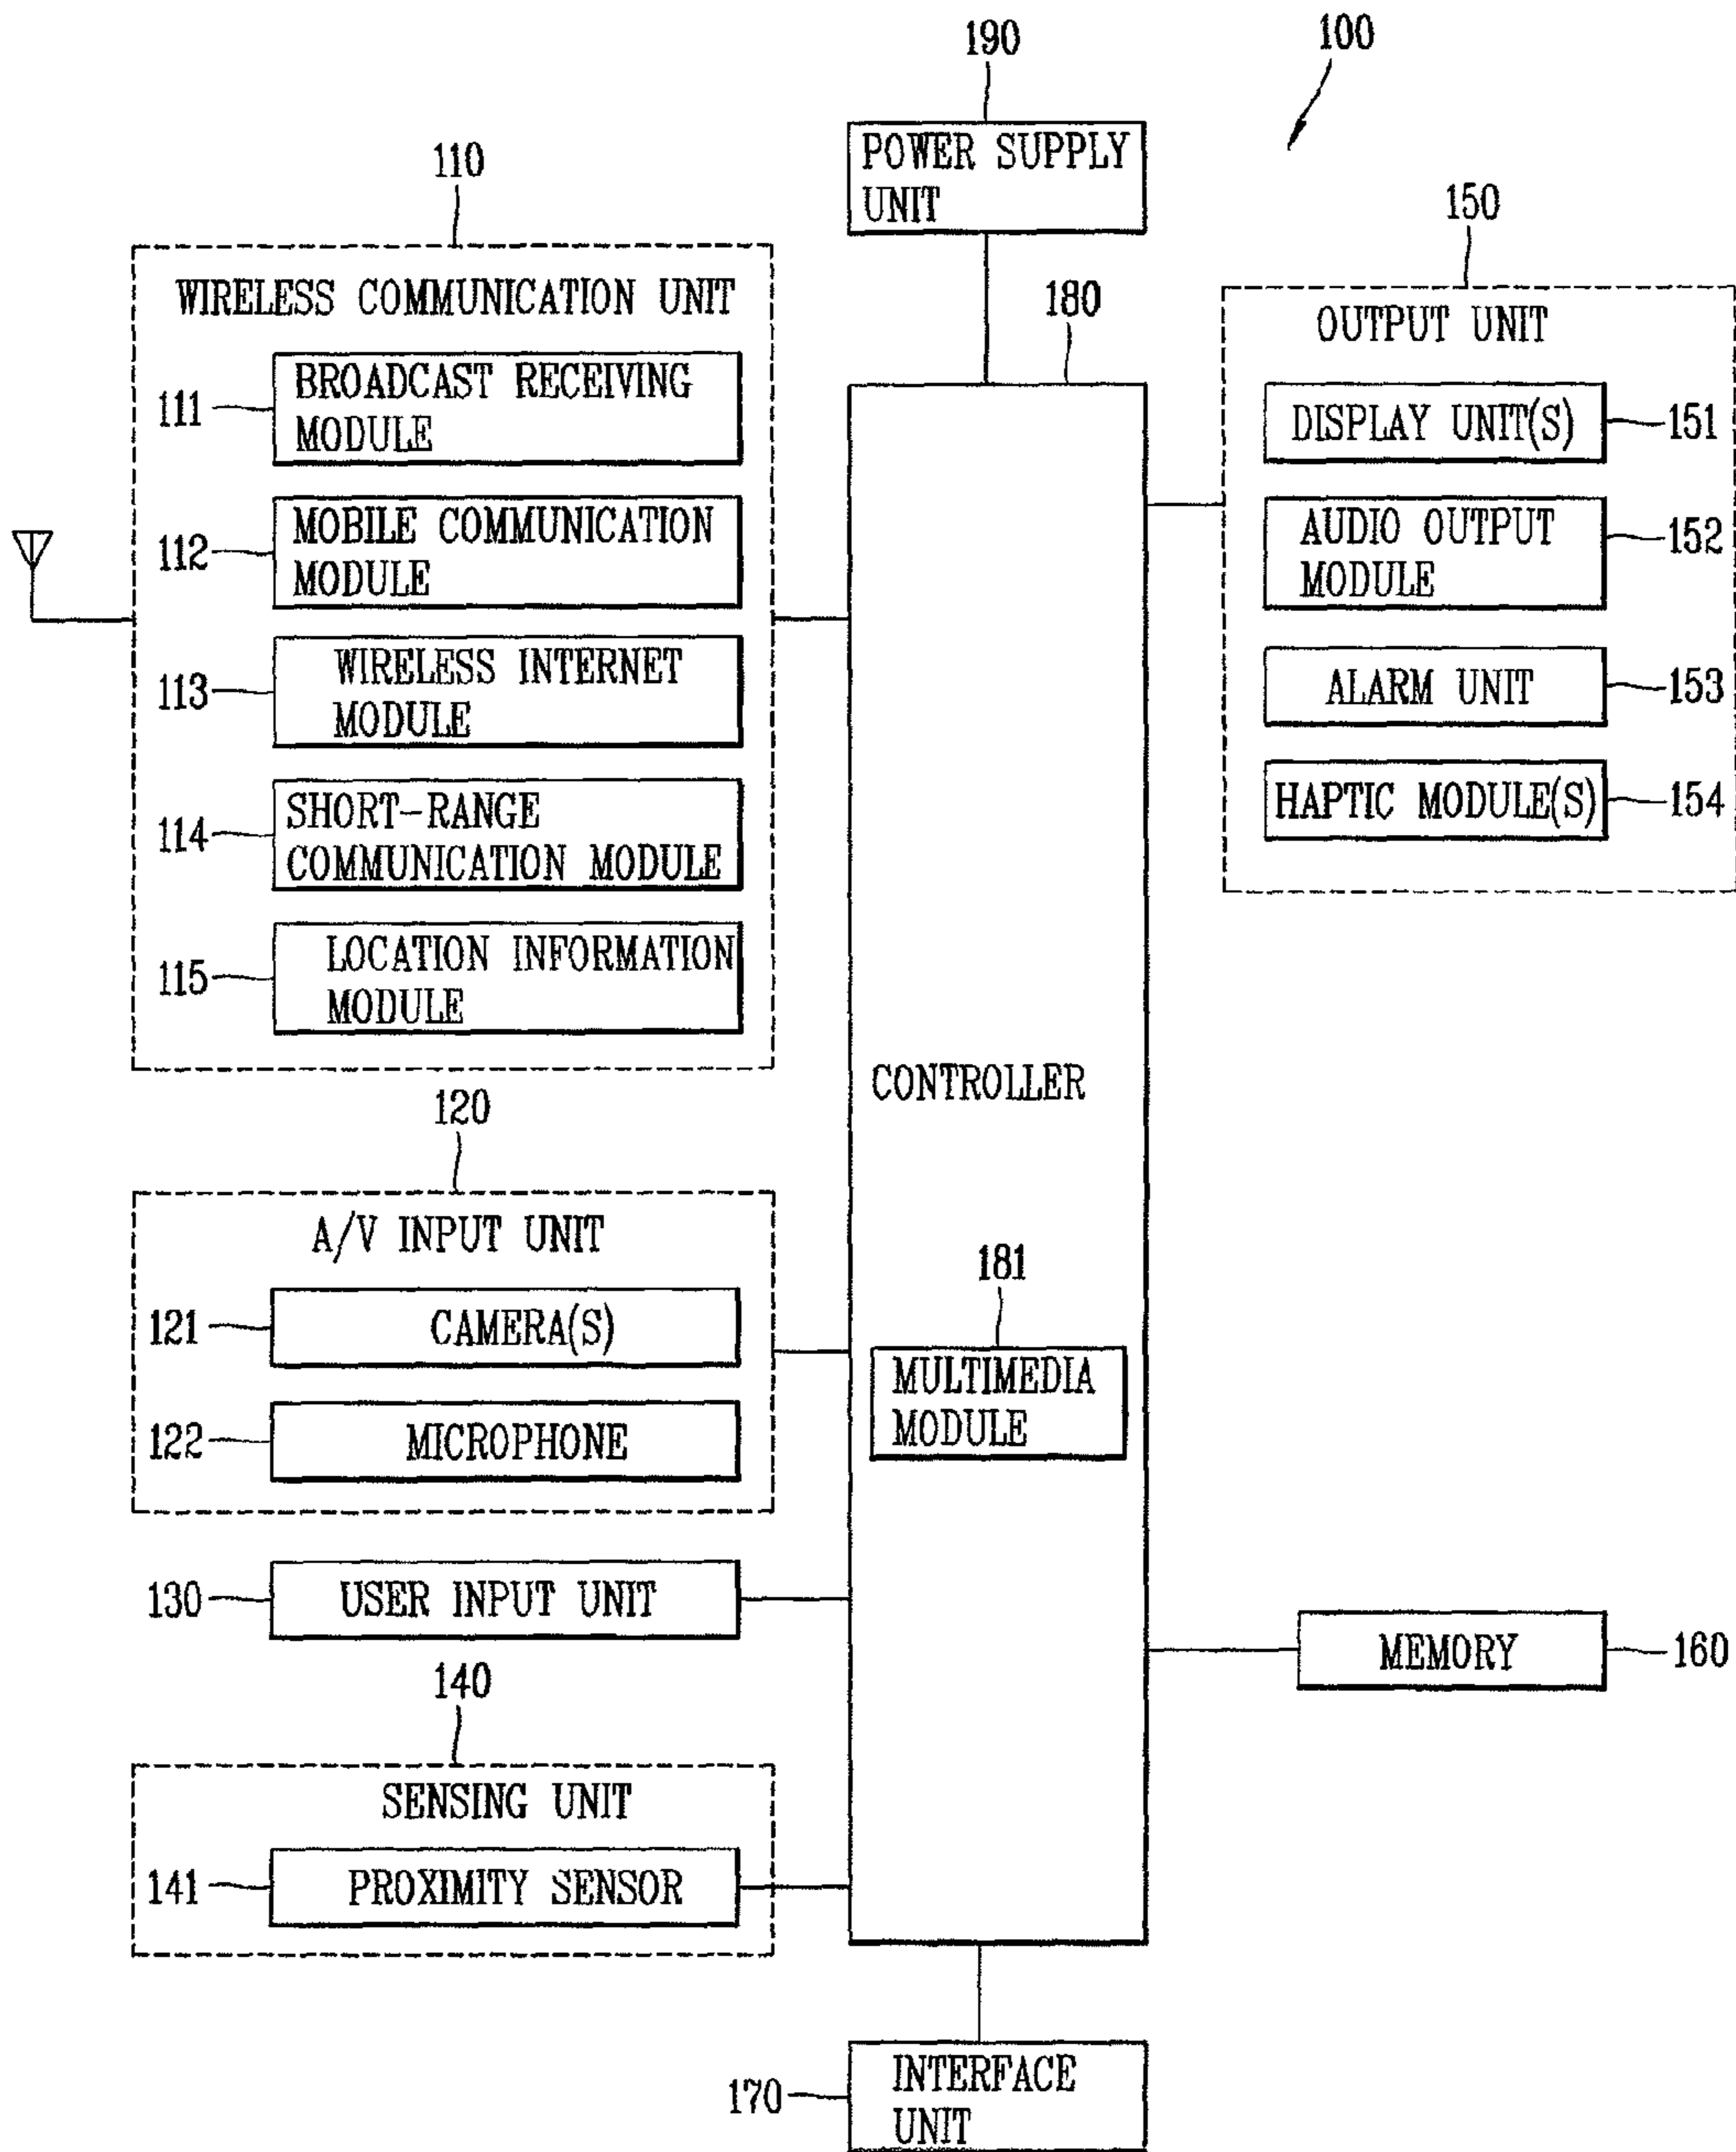 100
190
POWER SUPPLY
UNIT
110
WIRELESS COMMUNICATION UNIT
111
BROADCAST RECEIVING
MODULE
112
MOBILE COMMUNICATION
MODULE
113
WIRELESS INTERNET
MODULE
114
SHORT-RANGE
COMMUNICATION MODULE
115
LOCATION INFORMATION
MODULE
120
A/V INPUT UNIT
121
CAMERA(S)
122
MICROPHONE
130
USER INPUT UNIT
140
SENSING UNIT
141
PROXIMITY SENSOR
180
CONTROLLER
181
MULTIMEDIA
MODULE
150
OUTPUT UNIT
DISPLAY UNIT(S)
151
AUDIO OUTPUT
MODULE
152
ALARM UNIT
153
HAPTIC MODULE(S)
154
MEMORY
160
170
INTERFACE
UNIT